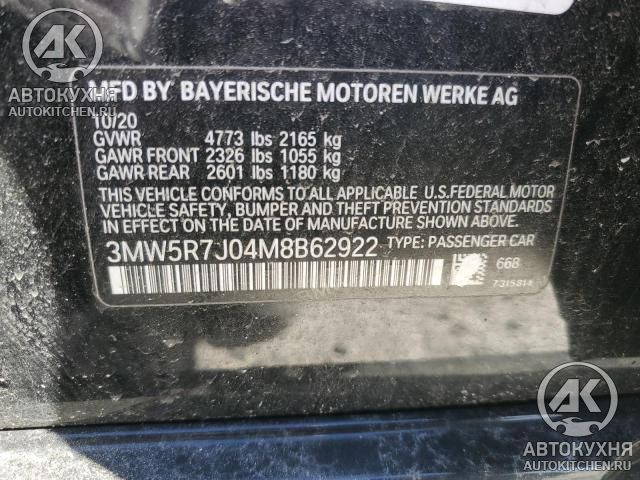 MFD BY BAYERISCHE MOTOREN WERKE AG
10/20
GVWR 4773 lbs 2165 kg
GAWR FRONT 2326 lbs 1055 kg
GAWR REAR 2601 lbs 1180 kg
THIS VEHICLE CONFORMS TO ALL APPLICABLE U.S.FEDERAL MOTOR
VEHICLE SAFETY, BUMPER AND THEFT PREVENTION STANDARDS
IN EFFECT ON THE DATE OF MANUFACTURE SHOWN ABOVE.
3MW5R7J04M8B62922 TYPE: PASSENGER CAR
668
7315814
АК
АВТОКУХНЯ
AUTOKITCHEN.RU
АК
АВТОКУХНЯ
AUTOKITCHEN.RU